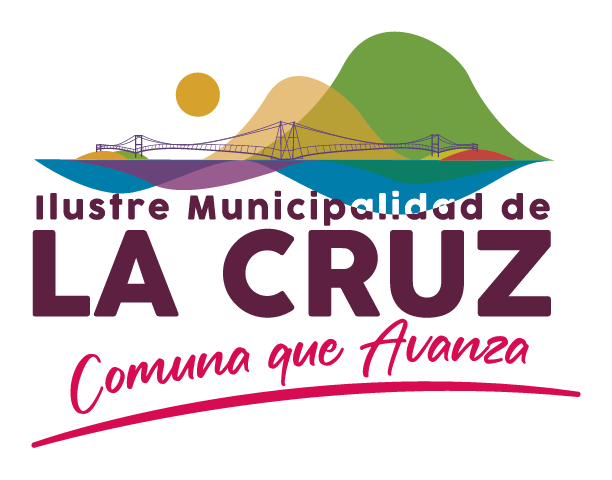 Ilustre Municipalidad de
LA CRUZ
Comuna que Avanza